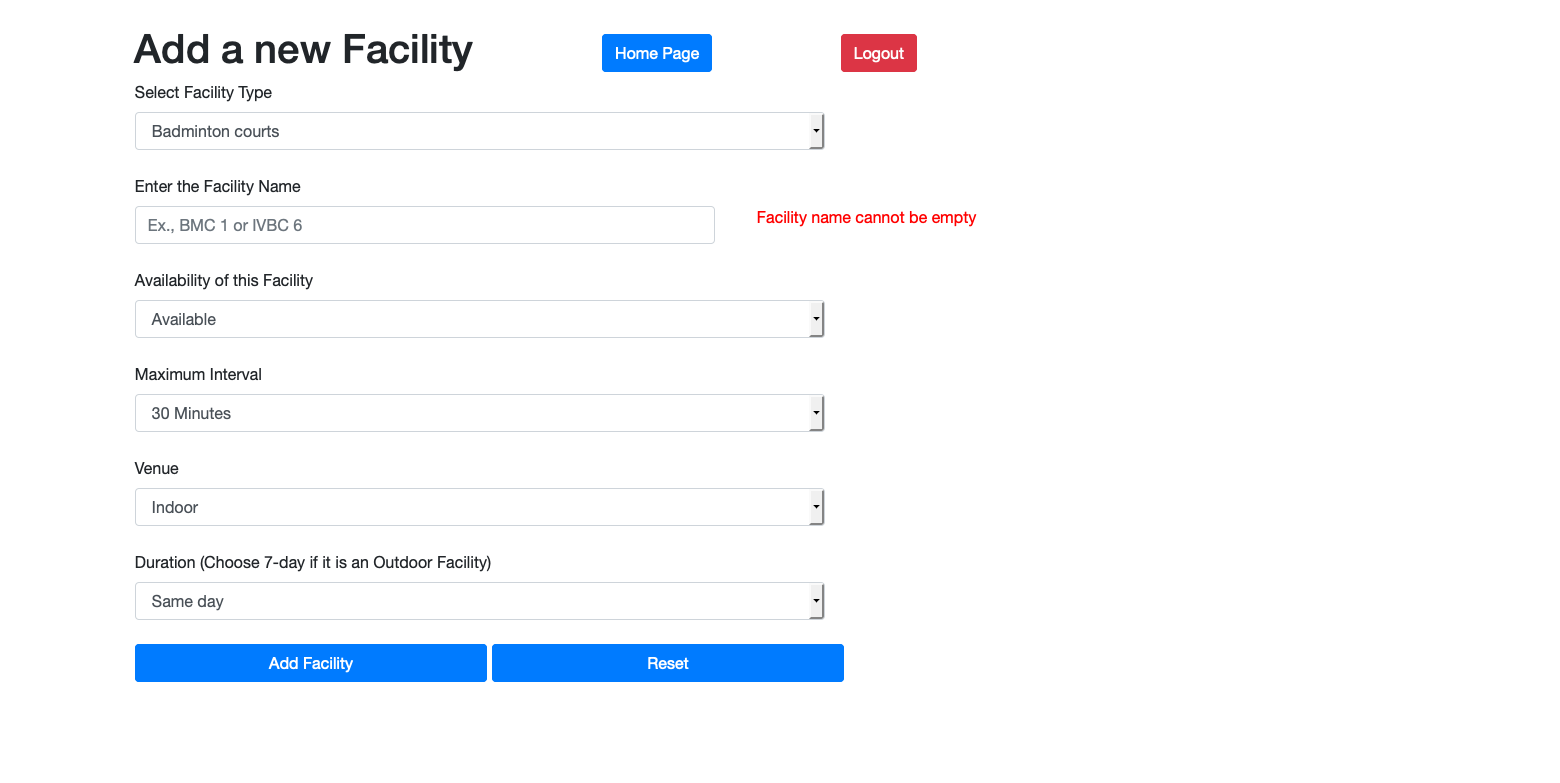 Add a new Facility
Home Page
Logout
Select Facility Type
Badminton courts
Enter the Facility Name
Ex., BMC 1 or IVBC 6
Facility name cannot be empty
Availability of this Facility
Available
Maximum Interval
30 Minutes
Venue
Indoor
Duration (Choose 7-day if it is an Outdoor Facility)
Same day
Add Facility
Reset